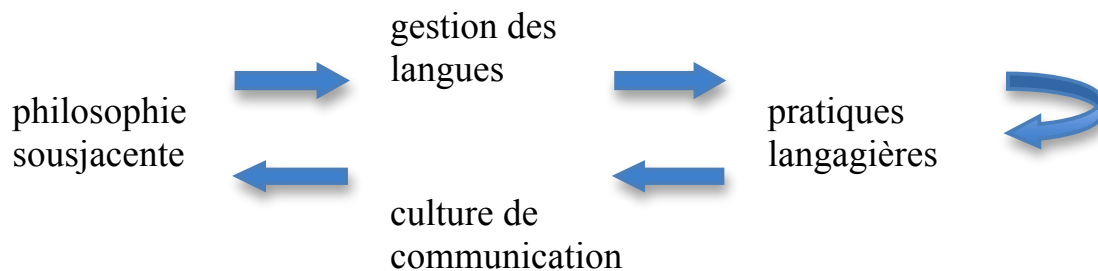 gestion des
langues
philosophie
sousjacente
pratiques
langagières
culture de
communication